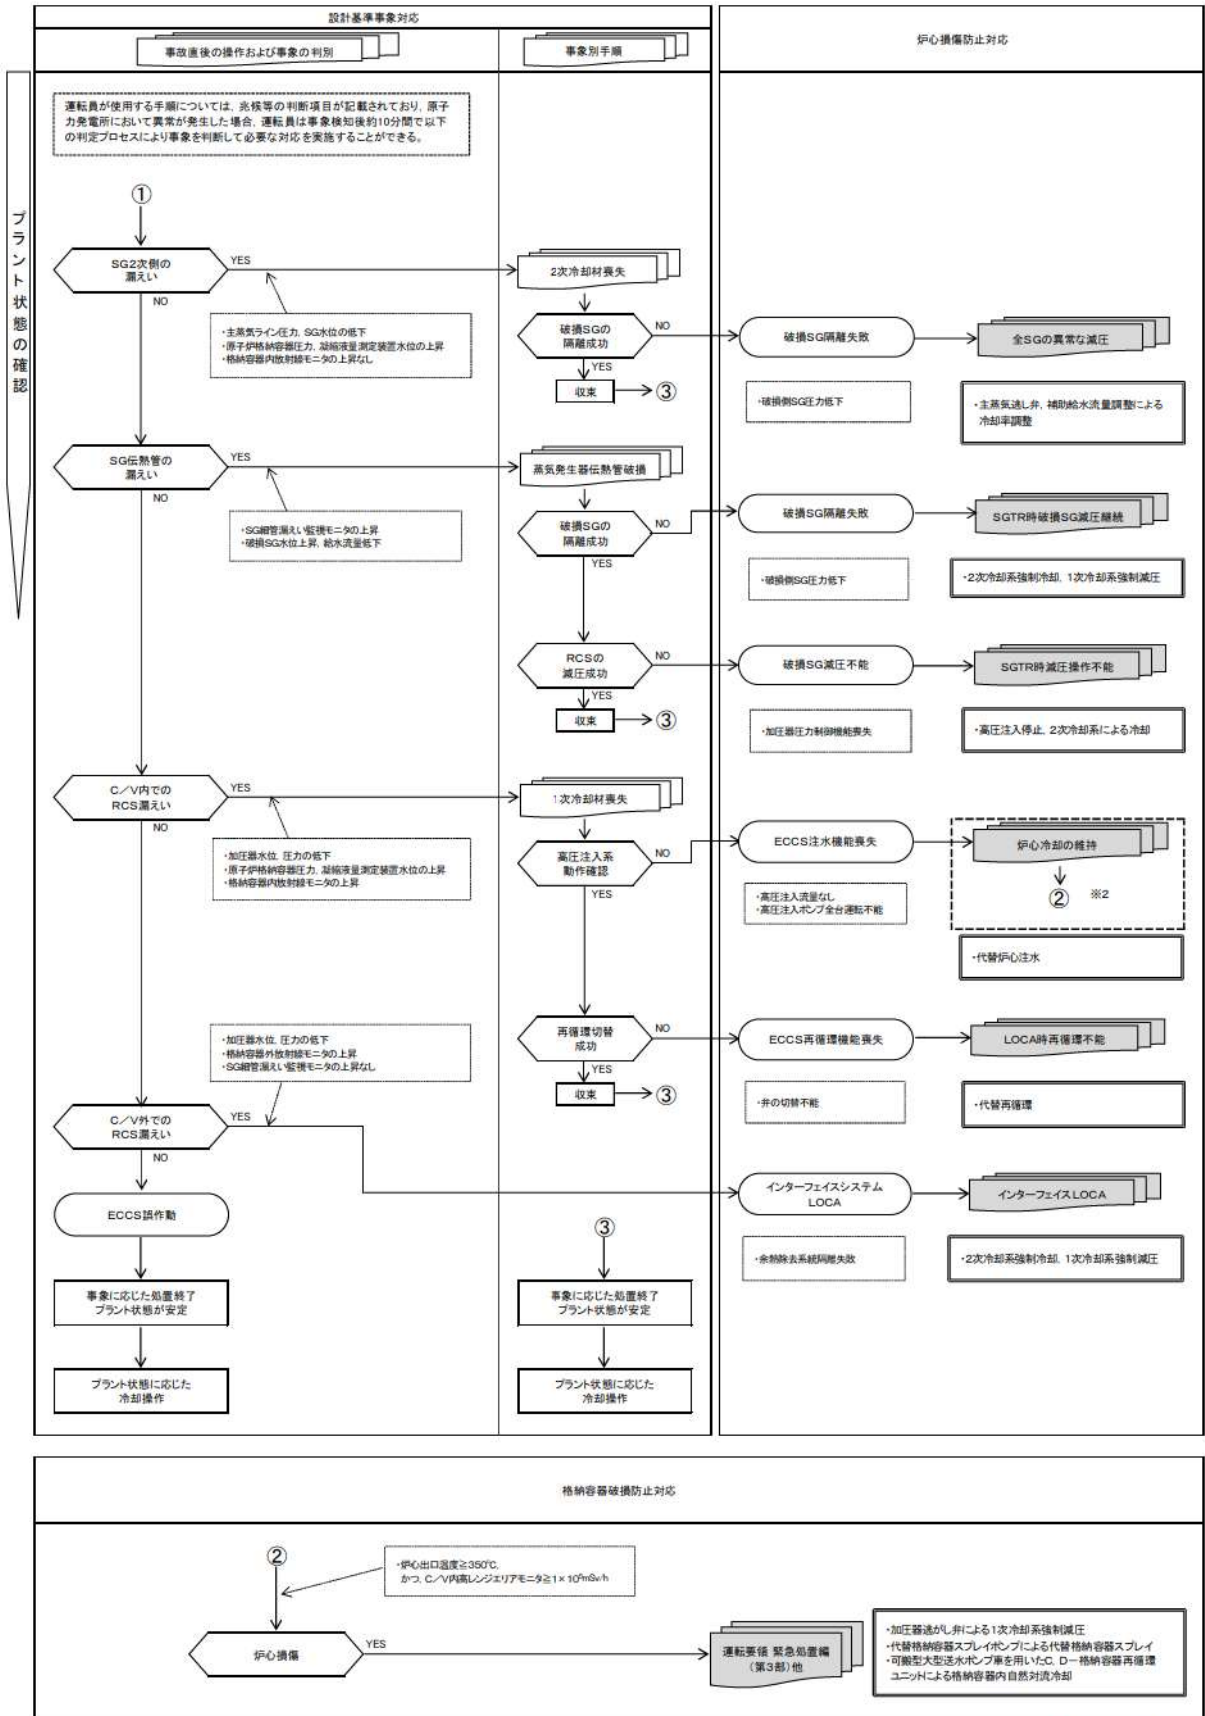 設計基準事象対応
事故直後の操作および事象の判別
事象別手順
炉心損傷防止対応
プラント状態の確認
運転員が使用する手順については、兆候等の判断項目が記載されており、原子
力発電所において異常が発生した場合、運転員は事象検知後約10分間で以下
の判定プロセスにより事象を判断して必要な対応を実施することができる。
①
SG2次側の
漏えい
YES
NO
・主蒸気ライン圧力、SG水位の低下
・原子炉格納容器圧力、凝縮液量測定装置水位の上昇
・格納容器内放射線モニタの上昇なし
2次冷却材喪失
破損SGの
隔離成功
NO
YES
収束
③
破損SG隔離失敗
全SGの異常な減圧
・破損側SG圧力低下
・主蒸気逃し弁、補助給水流量調整による
冷却率調整
SG伝熱管の
漏えい
YES
NO
・SG細管漏えい監視モニタの上昇
・破損SG水位上昇、給水流量低下
蒸気発生器伝熱管破損
破損SGの
隔離成功
NO
YES
破損SG隔離失敗
SGTR時破損SG減圧継続
・破損側SG圧力低下
・2次冷却系強制冷却、1次冷却系強制減圧
RCSの
減圧成功
NO
YES
収束
③
破損SG減圧不能
SGTR時減圧操作不能
・加圧器圧力制御機能喪失
・高圧注入停止、2次冷却系による冷却
C/V内での
RCS漏えい
YES
NO
・加圧器水位、圧力の低下
・原子炉格納容器圧力、凝縮液量測定装置水位の上昇
・格納容器内放射線モニタの上昇
1次冷却材喪失
高圧注入系
動作確認
NO
YES
ECCS注水機能喪失
炉心冷却の維持
② ※2
・高圧注入流量なし
・高圧注入ポンプ全台運転不能
・代替炉心注水
再循環切替
成功
NO
YES
収束
③
ECCS再循環機能喪失
LOCA時再循環不能
・弁の切替不能
・代替再循環
・加圧器水位、圧力の低下
・格納容器外放射線モニタの上昇
・SG細管漏えい監視モニタの上昇なし
C/V外での
RCS漏えい
YES
NO
インターフェイスシステム
LOCA
インターフェイスLOCA
・余熱除去系統隔離失敗
・2次冷却系強制冷却、1次冷却系強制減圧
ECCS誤作動
事象に応じた処置終了
プラント状態が安定
プラント状態に応じた
冷却操作
③
事象に応じた処置終了
プラント状態が安定
プラント状態に応じた
冷却操作
格納容器破損防止対応
②
・炉心出口温度≧350℃、
かつ、C/V内高レンジエリアモニタ≧1×10⁵mSv/h
炉心損傷
YES
運転要領 緊急処置編
(第3部)他
・加圧器逃がし弁による1次冷却系強制減圧
・代替格納容器スプレイポンプによる代替格納容器スプレイ
・可搬型大型送水ポンプ車を用いたC、D-格納容器再循環
ユニットによる格納容器内自然対流冷却